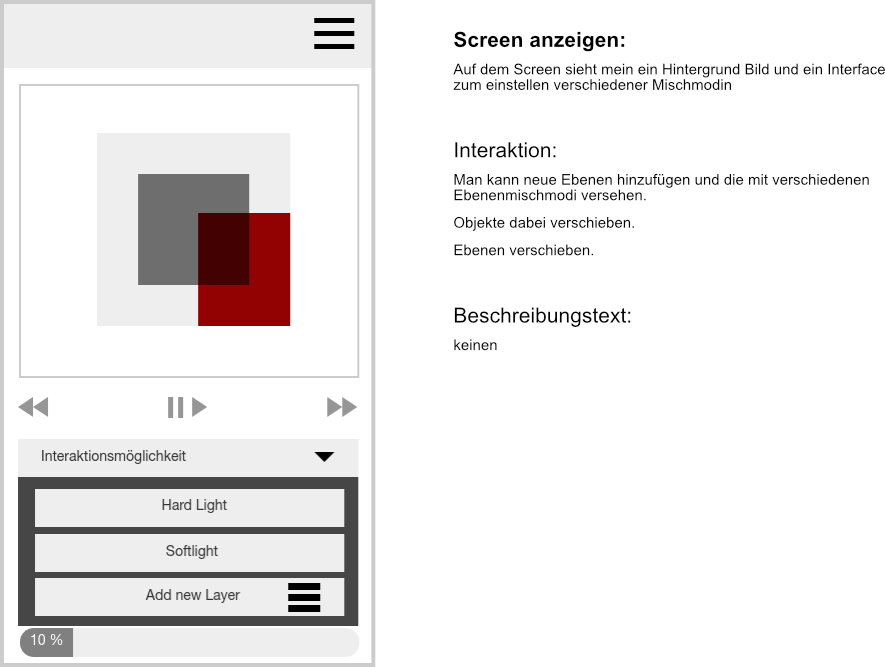 Interaktionsmöglichkeit
Hard Light
Softlight
Add new Layer
10 %
Screen anzeigen:
Auf dem Screen sieht mein ein Hintergrund Bild und ein Interface
zum einstellen verschiedener Mischmodin
Interaktion:
Man kann neue Ebenen hinzufügen und die mit verschiedenen
Ebenenmischmodi versehen.
Objekte dabei verschieben.
Ebenen verschieben.
Beschreibungstext:
keinen